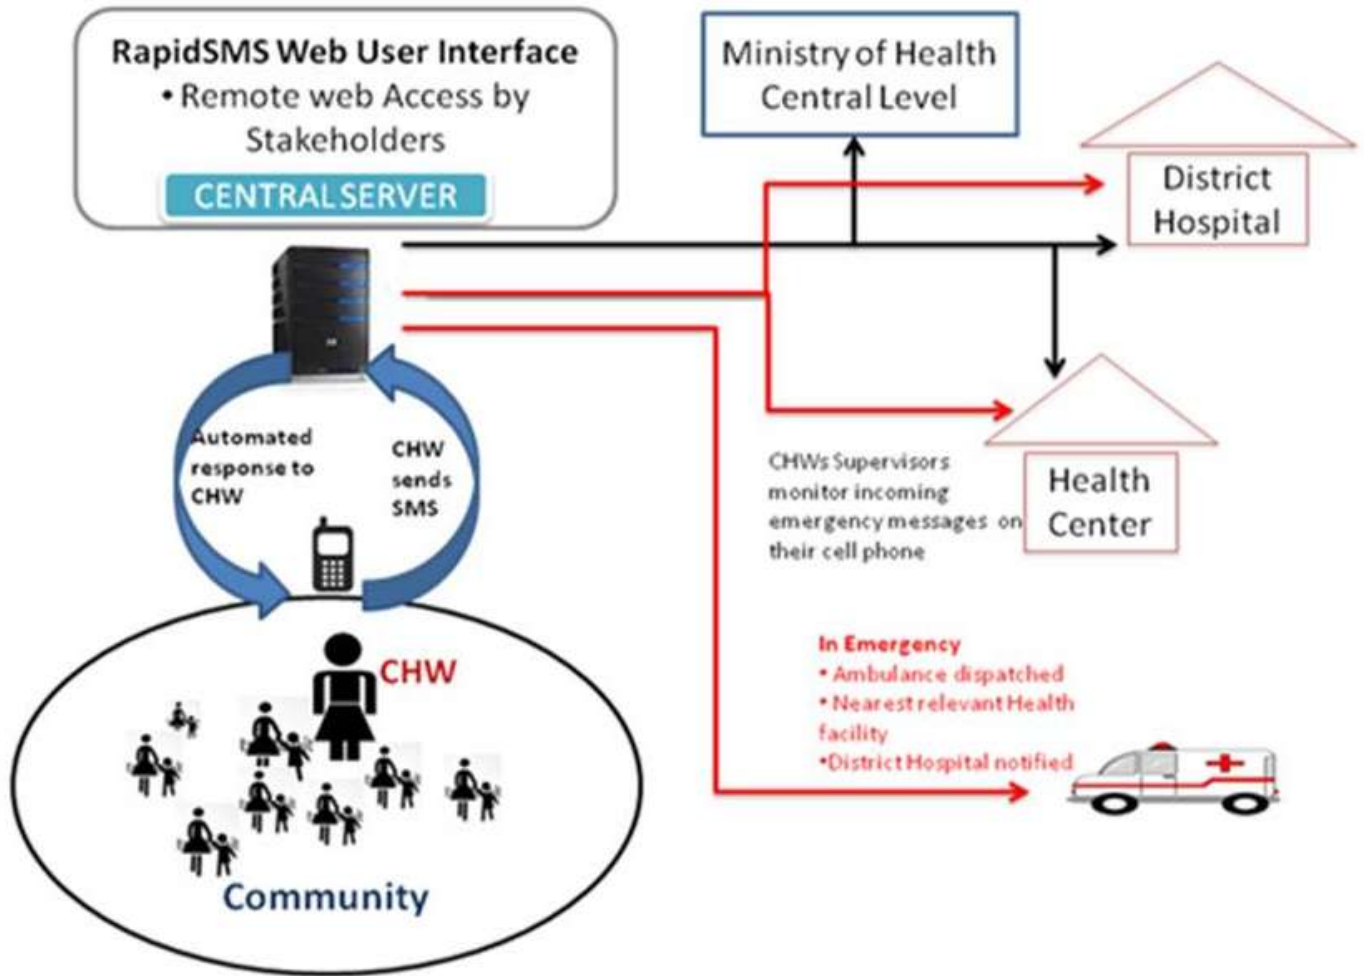 RapidSMS Web User Interface
• Remote web Access by
Stakeholders
CENTRAL SERVER
Ministry of Health
Central Level
District
Hospital
Automated
response to
CHW
CHW
sends
SMS
CHWs Supervisors
monitor incoming
emergency messages on
their cell phone
Health
Center
In Emergency
• Ambulance dispatched
• Nearest relevant Health
facility
•District Hospital notified
CHW
Community